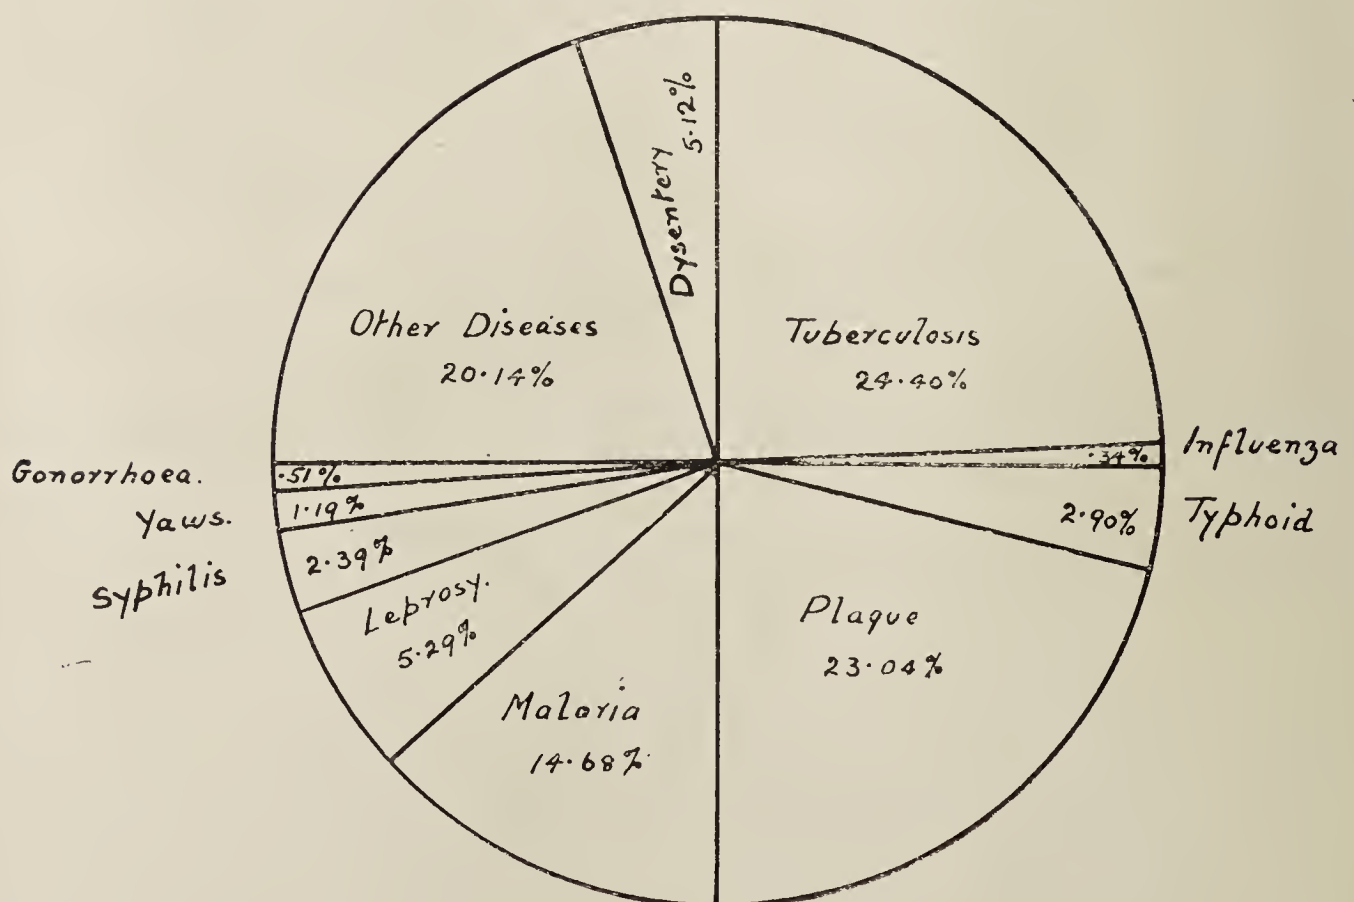 Dysentery
5.12%
Tuberculosis
24.40%
Influenza
.34%
Typhoid
2.90%
Plague
23.04%
Malaria
14.68%
Leprosy.
5.29%
Syphilis
2.39%
Yaws.
1.19%
Gonorrhoea.
.51%
Other Diseases
20.14%